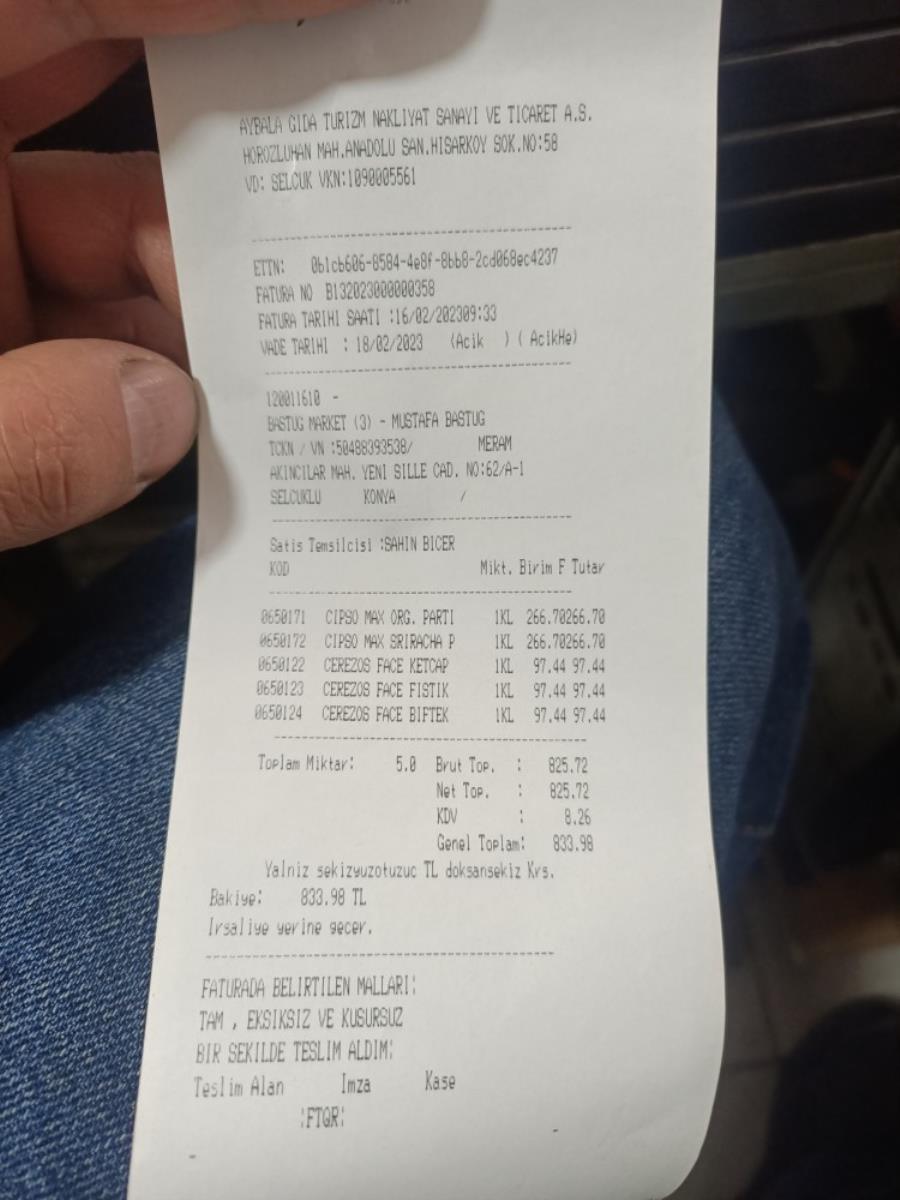 AYBALA GIDA TURIZM NAKLIYAT SANAYI VE TICARET A.S.
HOROZLUHAN MAH.ANADOLU SAN.HISARKOY SOK.NO:58
VD: SELCUK VKN:1090005561
ETTN: 0b1cb606-8584-4e8f-8bb8-2cd068ec4237
FATURA NO B132023000000358
FATURA TARIHI SAATI :16/02/202309:33
VADE TARIHI : 18/02/2023 (Acik ) ( AcikHe)
120011610 -
BASTUG MARKET (3) - MUSTAFA BASTUG
TCKN / VN :50488393538/ MERAM
AKINCILAR MAH. YENI SILLE CAD. NO:62/A-1
SELCUKLU KONYA /
Satis Temsilcisi :SAHIN BICER
KOD Mikt. Birim F Tutar
0650171 CIPSO MAX ORG. PARTI 1KL 266.70266.70
0650172 CIPSO MAX SRIRACHA P 1KL 266.70266.70
0650122 CEREZOS FACE KETCAP 1KL 97.44 97.44
0650123 CEREZOS FACE FISTIK 1KL 97.44 97.44
0650124 CEREZOS FACE BIFTEK 1KL 97.44 97.44
Toplam Miktar: 5.0 Brut Top. : 825.72
Net Top. : 825.72
KDV : 8.26
Genel Toplam: 833.98
Yalniz sekizyuzotuzuc TL doksansekiz Krs.
Bakiye: 833.98 TL
Irsaliye yerine gecer.
FATURADA BELIRTILEN MALLARI¦
TAM , EKSIKSIZ VE KUSURSUZ
BIR SEKILDE TESLIM ALDIM¦
Teslim Alan Imza Kase
¦FTQR¦